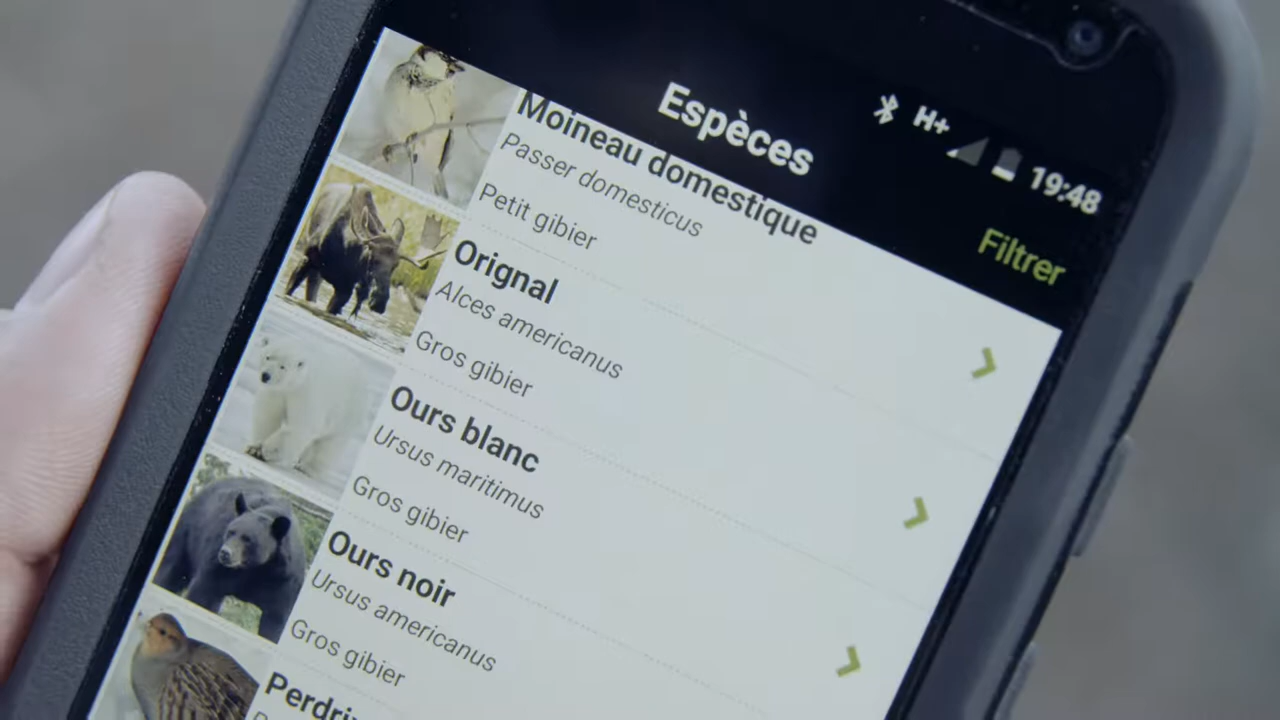 H+ 19:48
Espèces
Filtrer
Moineau domestique
Passer domesticus
Petit gibier
Orignal
Alces americanus
Gros gibier
Ours blanc
Ursus maritimus
Gros gibier
Ours noir
Ursus americanus
Gros gibier